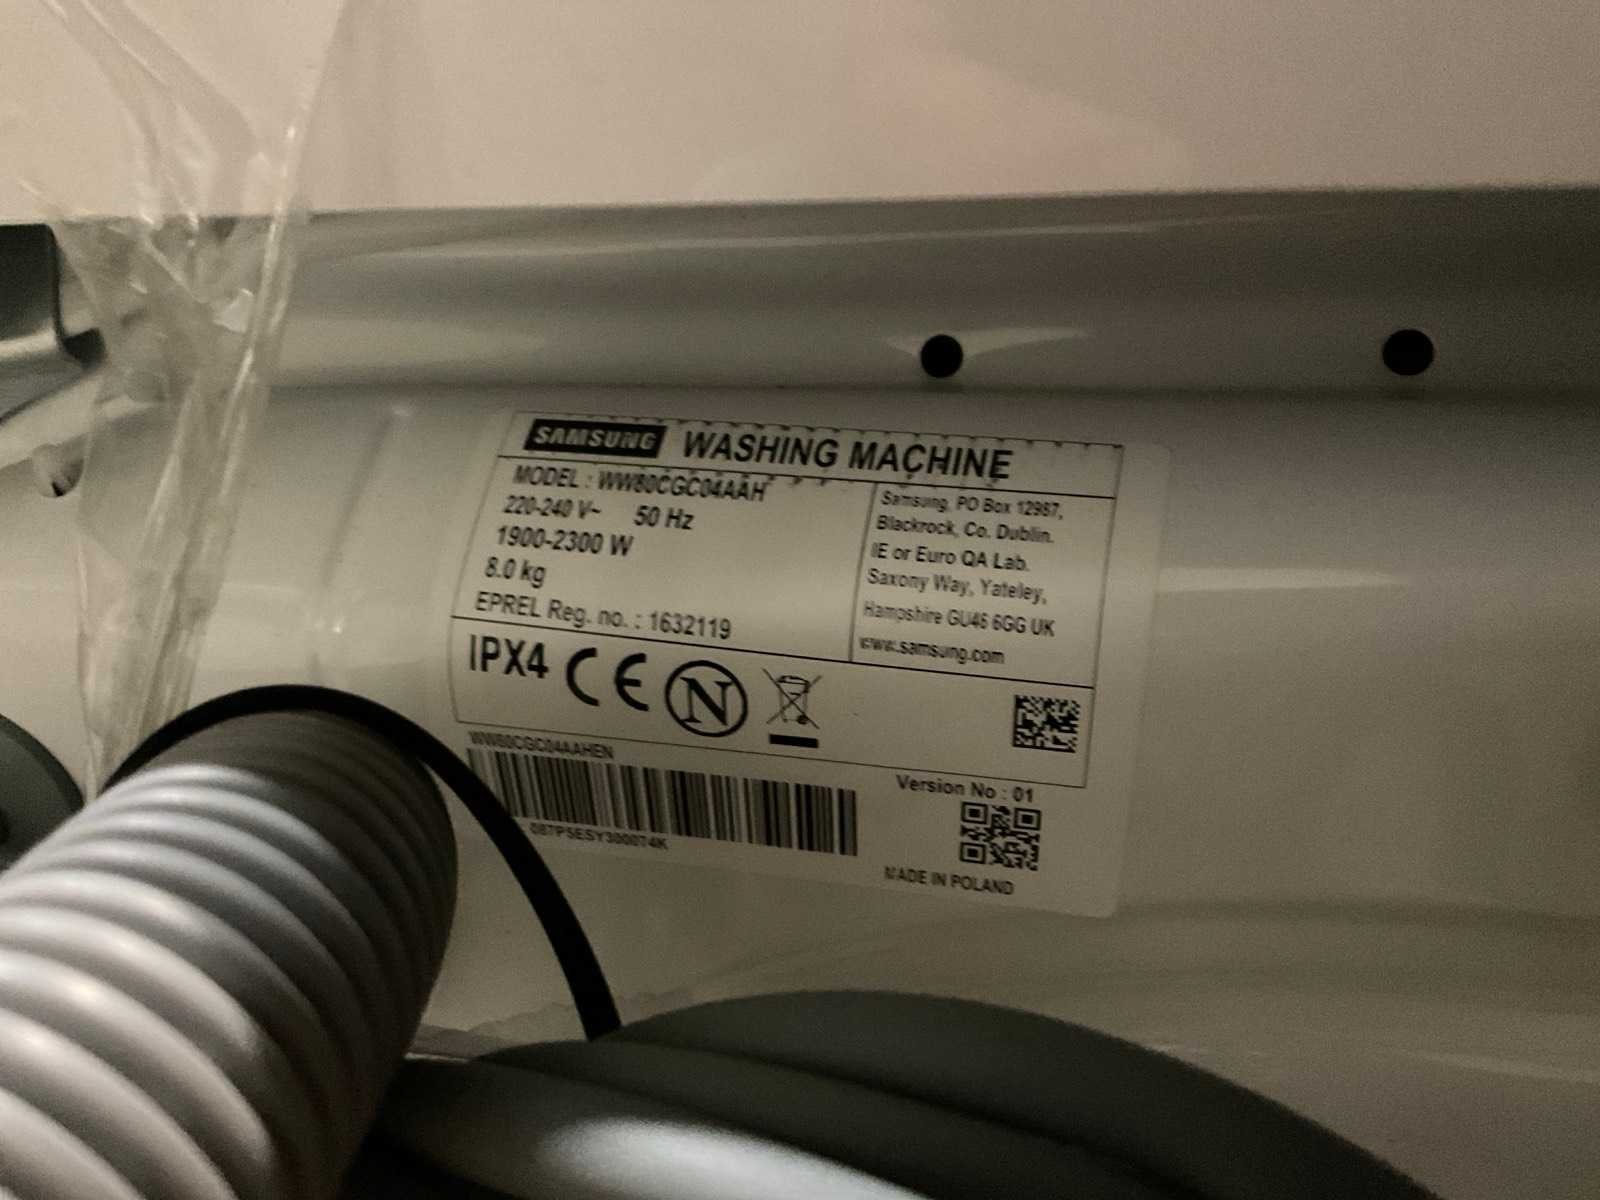 SAMSUNG WASHING MACHINE
MODEL : WW80CGC04AAH
220-240 V~ 50 Hz
1900-2300 W
8.0 kg
EPREL Reg. no. : 1632119
Samsung, PO Box 12987,
Blackrock, Co. Dublin.
IE or Euro QA Lab.
Saxony Way, Yateley,
Hampshire GU46 6GG UK
www.samsung.com
IPX4 CE N
WW80CGC04AAHEN
Version No : 01
087P5ESY300074K
MADE IN POLAND